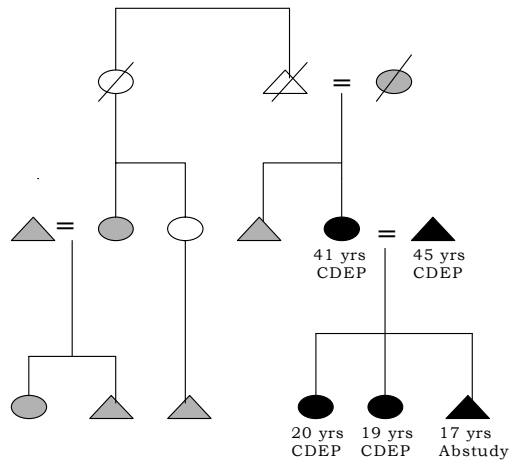 41 yrs
CDEP
45 yrs
CDEP
20 yrs
CDEP
19 yrs
CDEP
17 yrs
Abstudy